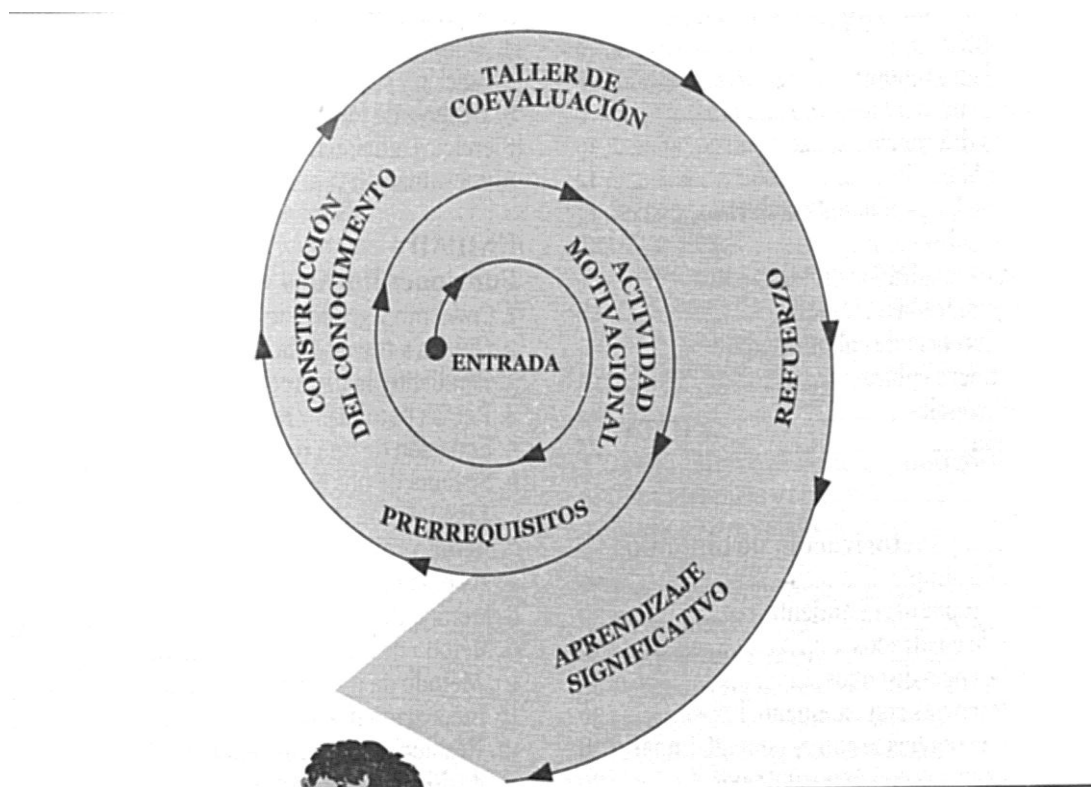 TALLER DE
COEVALUACIÓN
CONSTRUCCIÓN
DEL CONOCIMIENTO
ACTIVIDAD
MOTIVACIONAL
ENTRADA
REFUERZO
PRERREQUISITOS
APRENDIZAJE
SIGNIFICATIVO